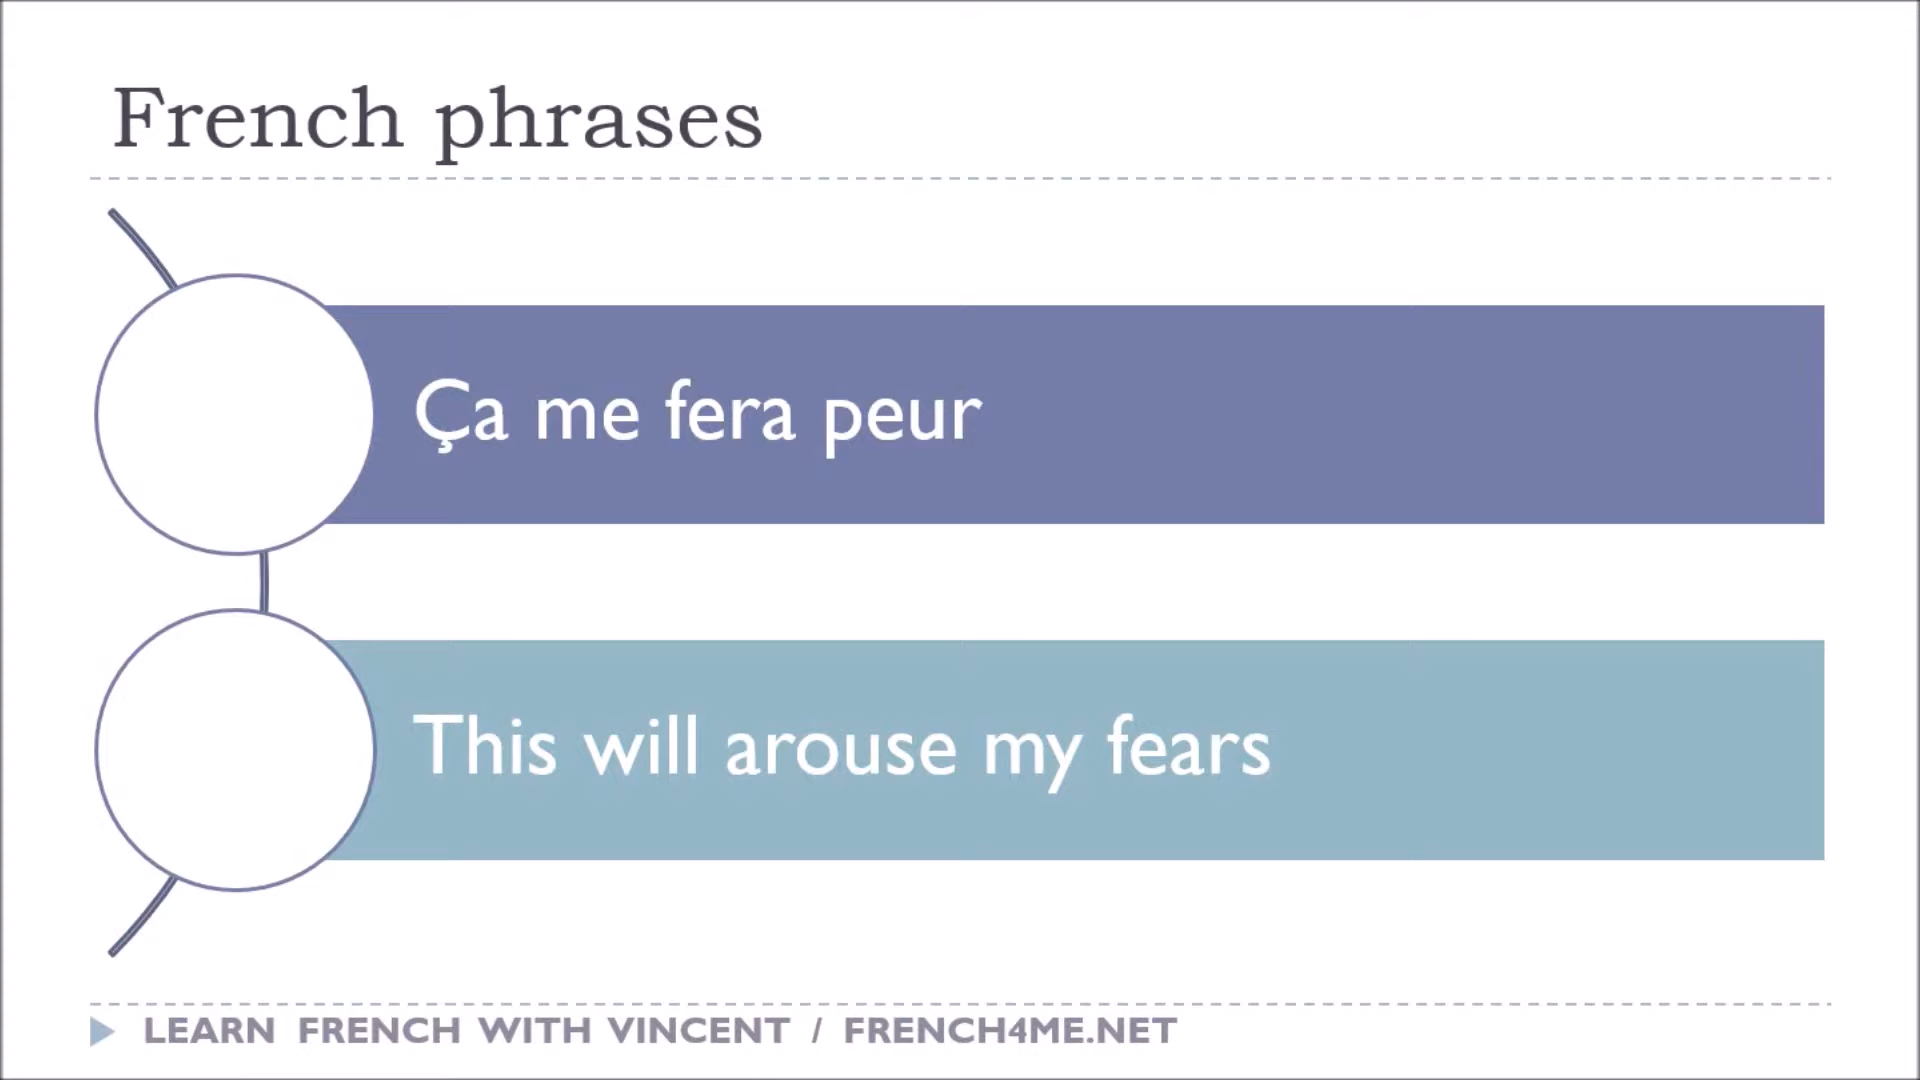 French phrases
Ça me fera peur
This will arouse my fears
LEARN FRENCH WITH VINCENT / FRENCH4ME.NET